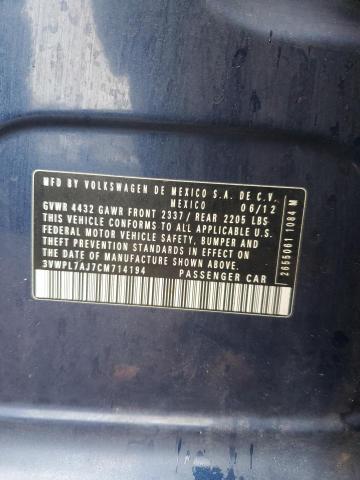 MFD BY VOLKSWAGEN DE MEXICO S.A. DE C.V.
MEXICO 06/12
GVWR 4432 GAWR FRONT 2337/ REAR 2205 LBS
THIS VEHICLE CONFORMS TO ALL APPLICABLE U.S.
FEDERAL MOTOR VEHICLE SAFETY, BUMPER AND
THEFT PREVENTION STANDARDS IN EFFECT ON
THE DATE OF MANUFACTURE SHOWN ABOVE
3VWPL7AJ7CM714194 PASSENGER CAR
2655061 1084 M